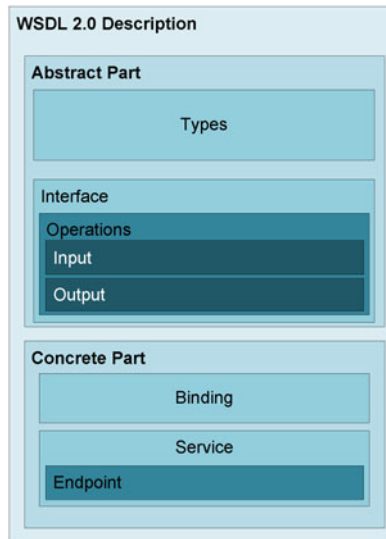 WSDL 2.0 Description
Abstract Part
Types
Interface
Operations
Input
Output
Concrete Part
Binding
Service
Endpoint